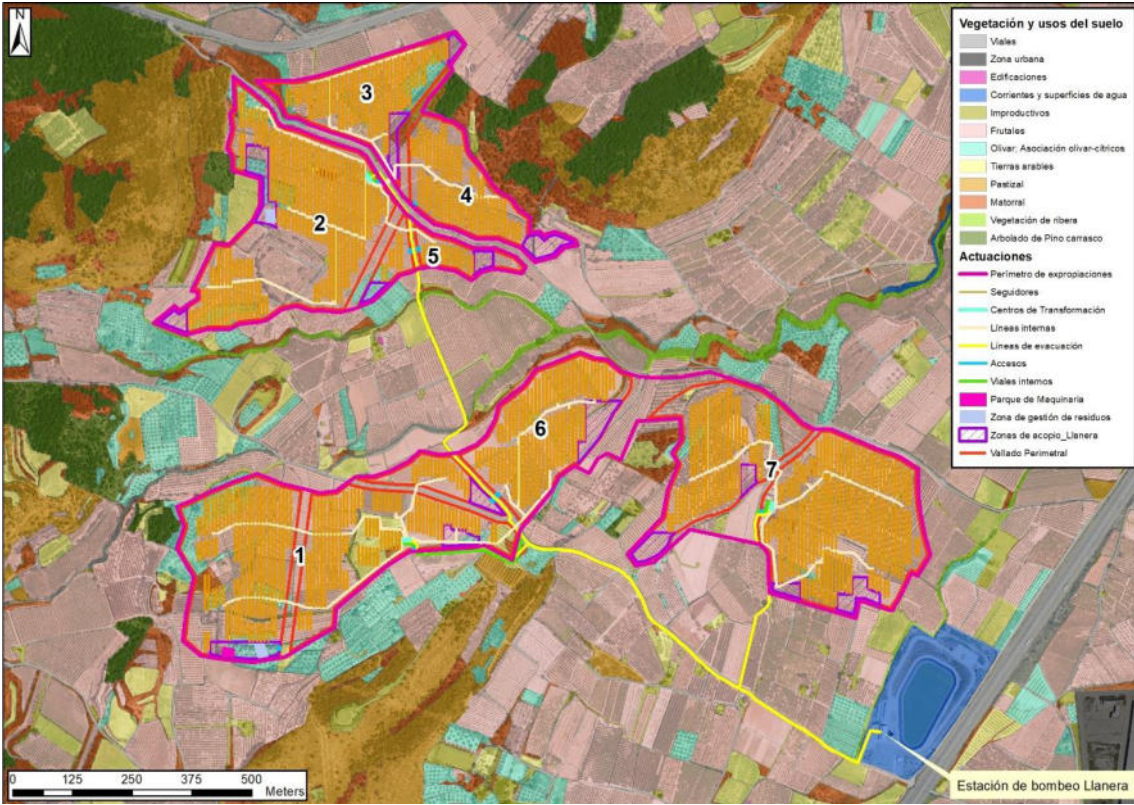 N
Vegetación y usos del suelo
Viales
Zona urbana
Edificaciones
Corrientes y superficies de agua
Improductivos
Frutales
Olivar; Asociación olivar-cítricos
Tierras arables
Pastizal
Matorral
Vegetación de ribera
Arbolado de Pino carrasco
Actuaciones
Perímetro de expropiaciones
Seguidores
Centros de Transformación
Líneas internas
Líneas de evacuación
Accesos
Viales internos
Parque de Maquinaria
Zona de gestión de residuos
Zonas de acopio_Llanera
Vallado Perimetral
3
2
4
5
6
7
1
0 125 250 375 500
Meters
Estación de bombeo Llanera